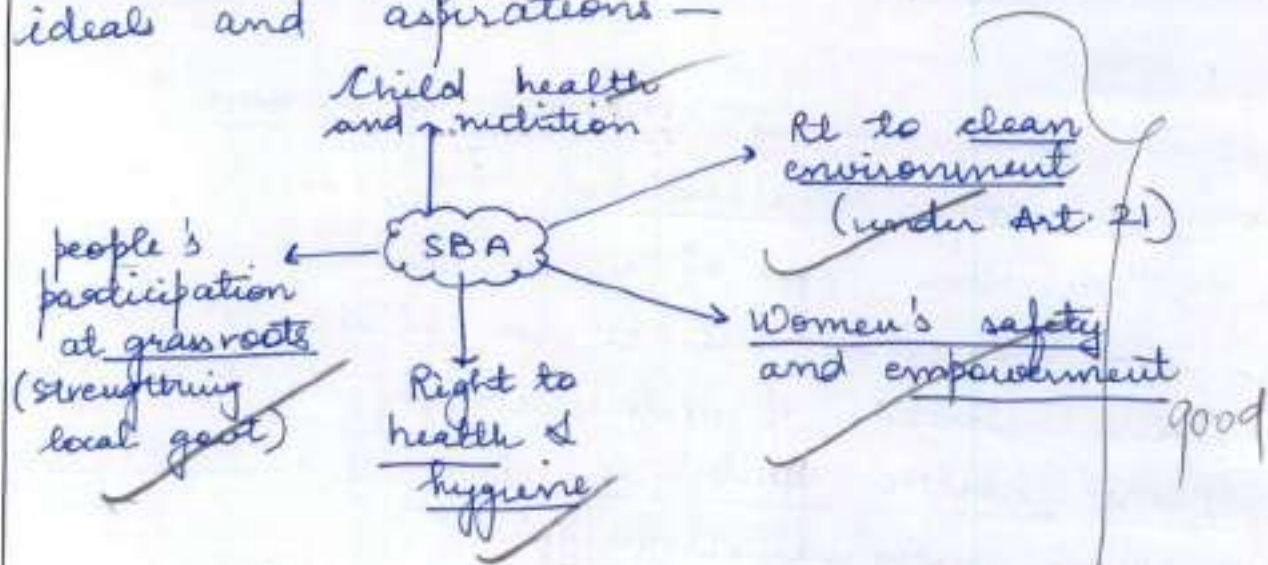 ideals and aspirations —
Child health
and nutrition
Rt to clean
environment
(under Art. 21)
SBA
people's
participation
at grassroots
(strengthning
local govt)
Right to
health &
hygiene
Women's safety
and empowerment
good